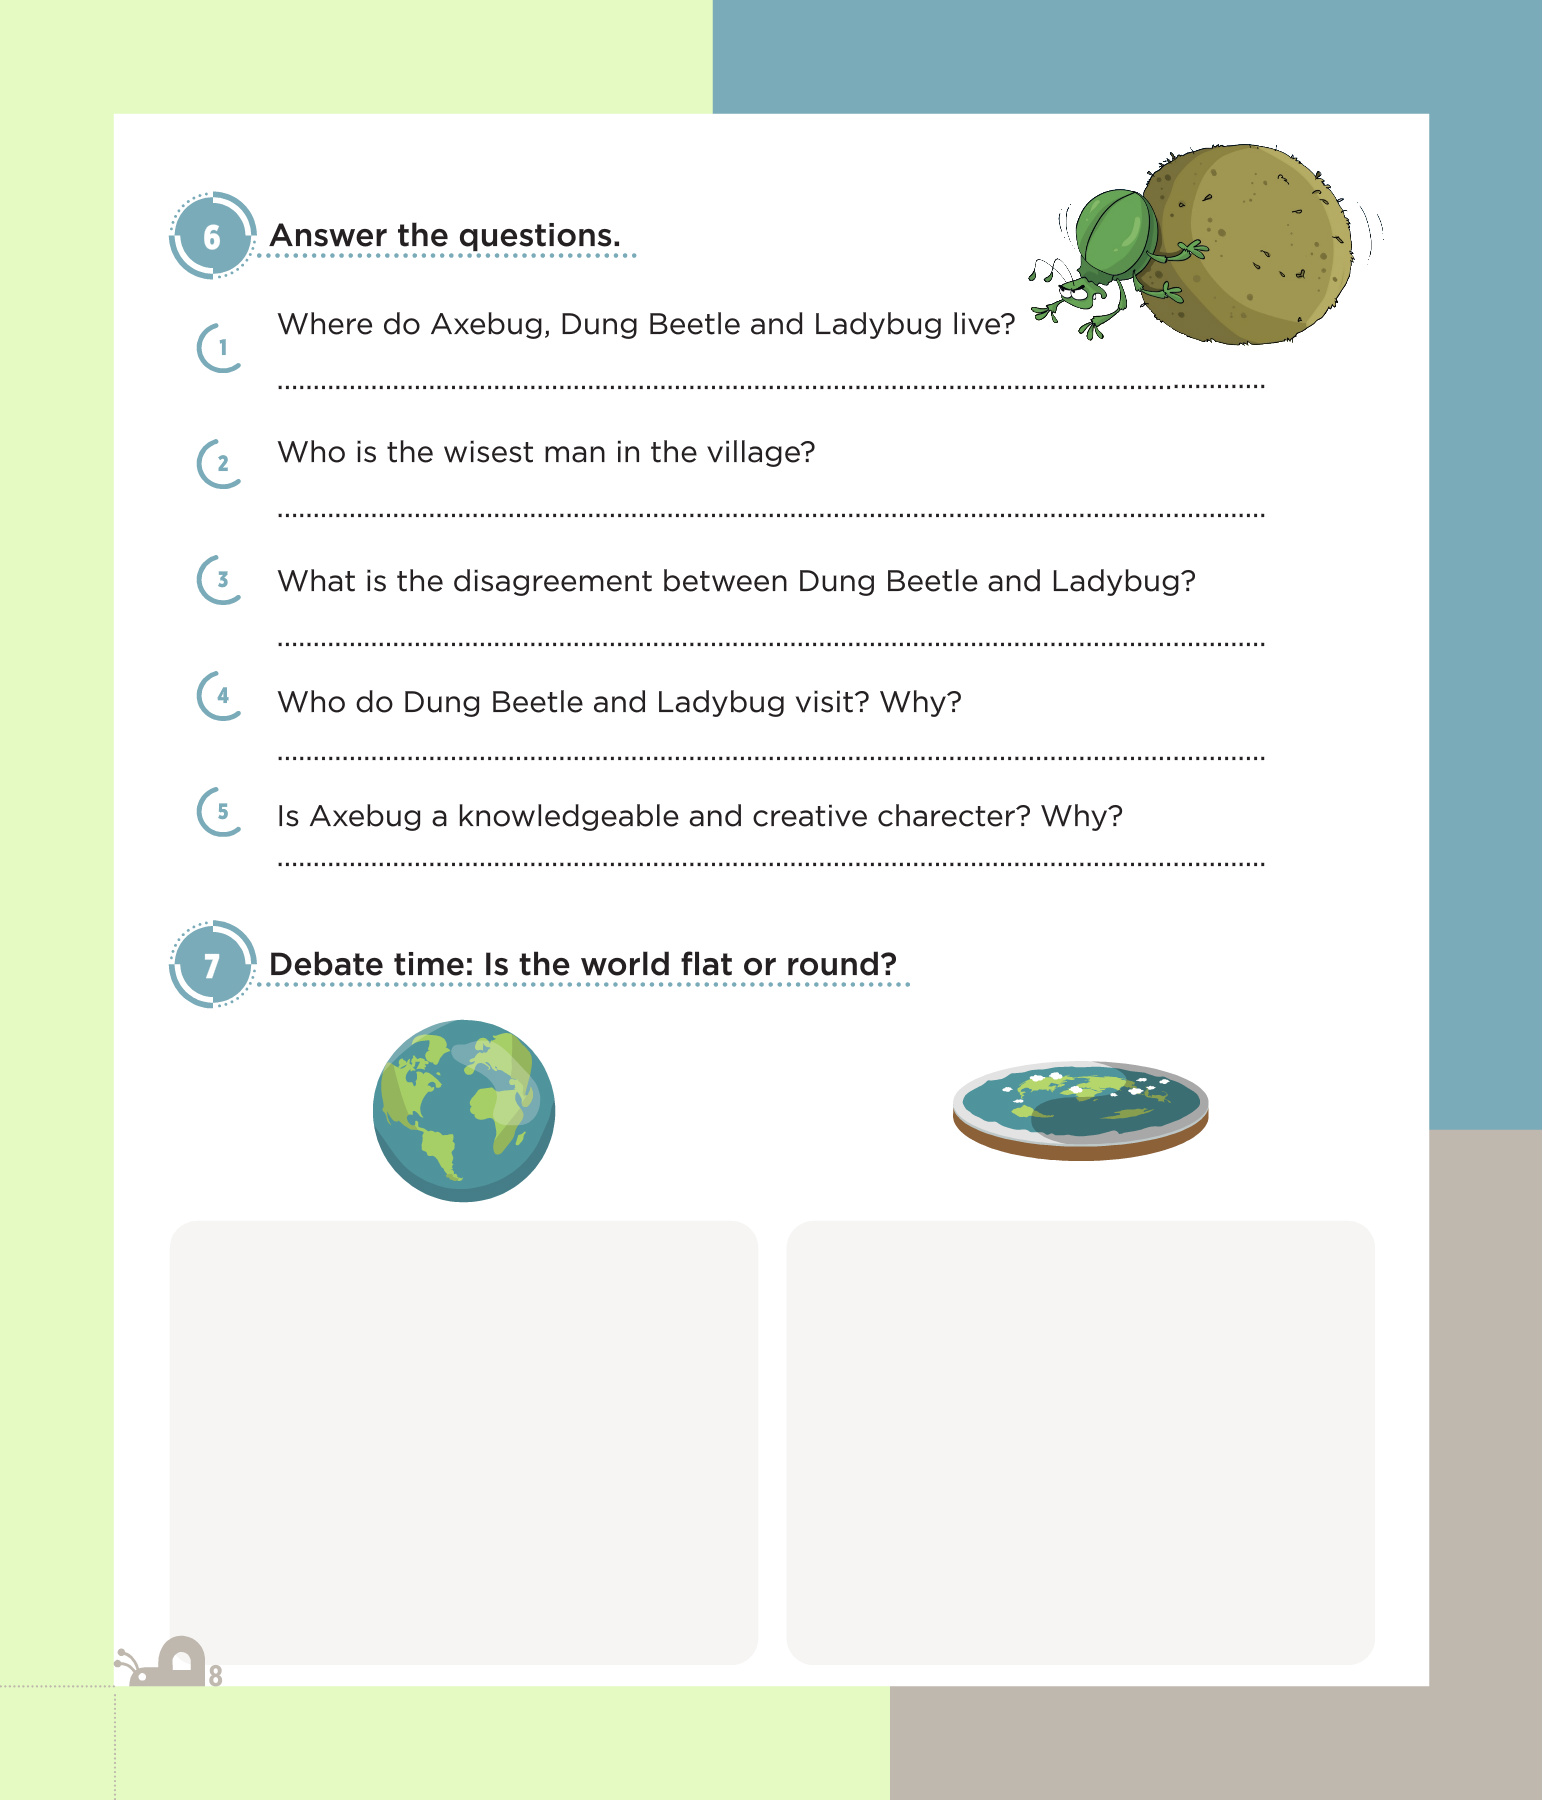 6 Answer the questions.
1 Where do Axebug, Dung Beetle and Ladybug live?
2 Who is the wisest man in the village?
3 What is the disagreement between Dung Beetle and Ladybug?
4 Who do Dung Beetle and Ladybug visit? Why?
5 Is Axebug a knowledgeable and creative charecter? Why?
7 Debate time: Is the world flat or round?
8